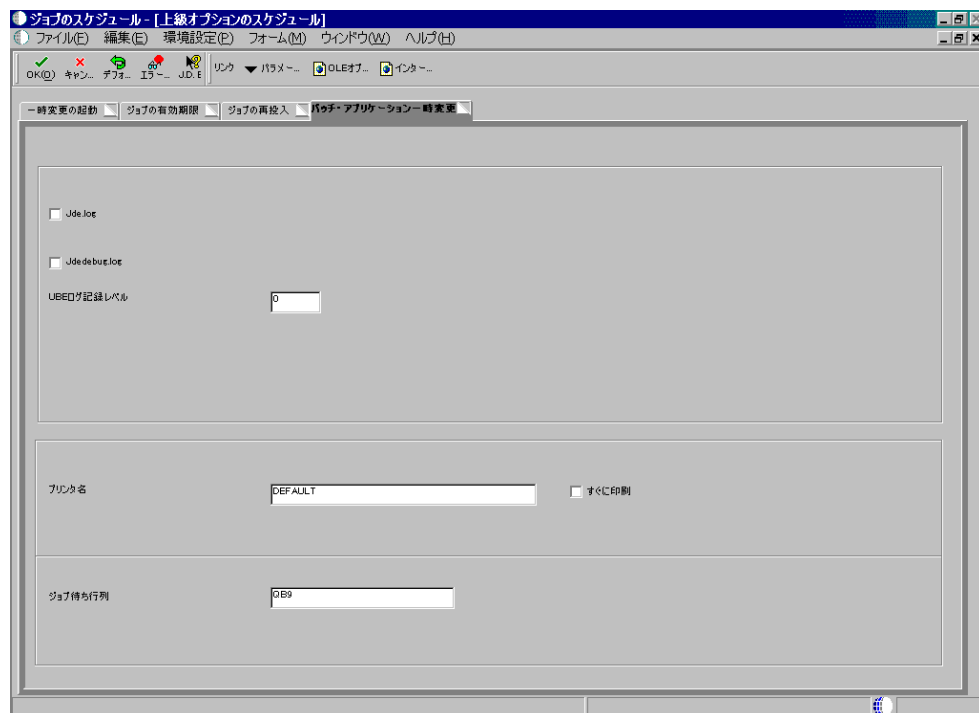 ジョブのスケジュール - [上級オプションのスケジュール]
ファイル(F) 編集(E) 環境設定(P) フォーム(M) ウィンドウ(W) ヘルプ(H)
OK(O) キャン... デフォ... エラー... J.D. E リンク パラメー... OLEオブ... インター...
一時変更の起動 ジョブの有効期限 ジョブの再投入 バッチ・アプリケーション一時変更
Jde.log
Jdedebug.log
UBEログ記録レベル 0
プリンタ名 DEFAULT すぐに印刷
ジョブ待ち行列 QB9